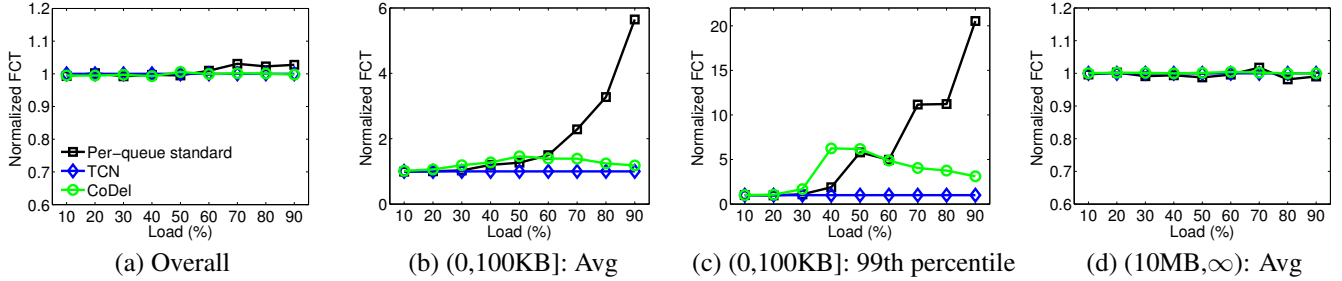 1.2
1.1
1
0.9
0.8
0.7
0.6
Normalized FCT
Per-queue standard
TCN
CoDel
10 20 30 40 50 60 70 80 90
Load (%)
(a) Overall
6
4
2
0
Normalized FCT
10 20 30 40 50 60 70 80 90
Load (%)
(b) (0,100KB]: Avg
20
15
10
5
0
Normalized FCT
10 20 30 40 50 60 70 80 90
Load (%)
(c) (0,100KB]: 99th percentile
1.2
1.1
1
0.9
0.8
0.7
0.6
Normalized FCT
10 20 30 40 50 60 70 80 90
Load (%)
(d) (10MB,∞): Avg